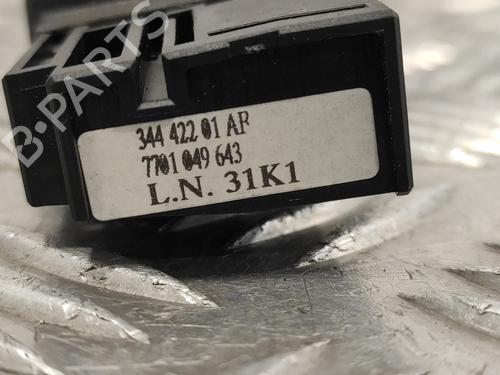 B-PARTS
344 422 01 AF
7701 049 643
L.N. 31K1